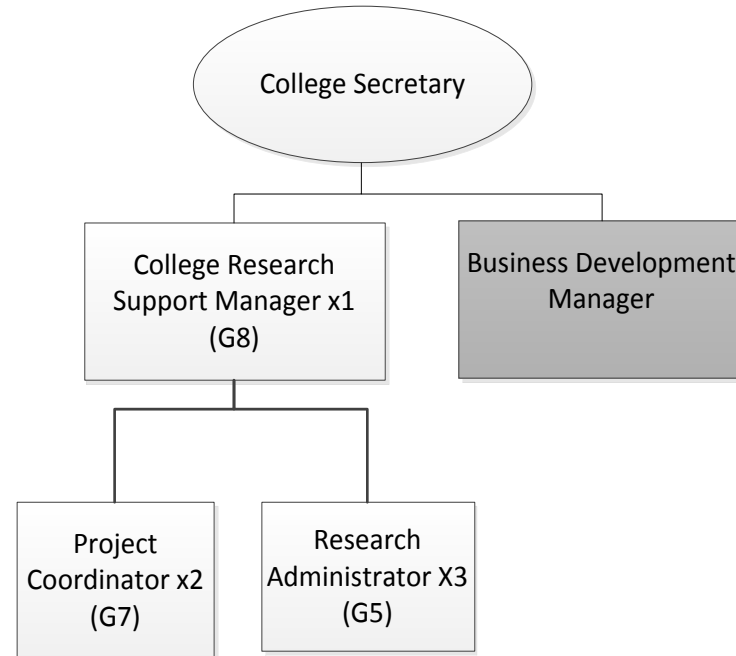 College Secretary
College Research
Support Manager x1
(G8)
Business Development
Manager
Project
Coordinator x2
(G7)
Research
Administrator X3
(G5)